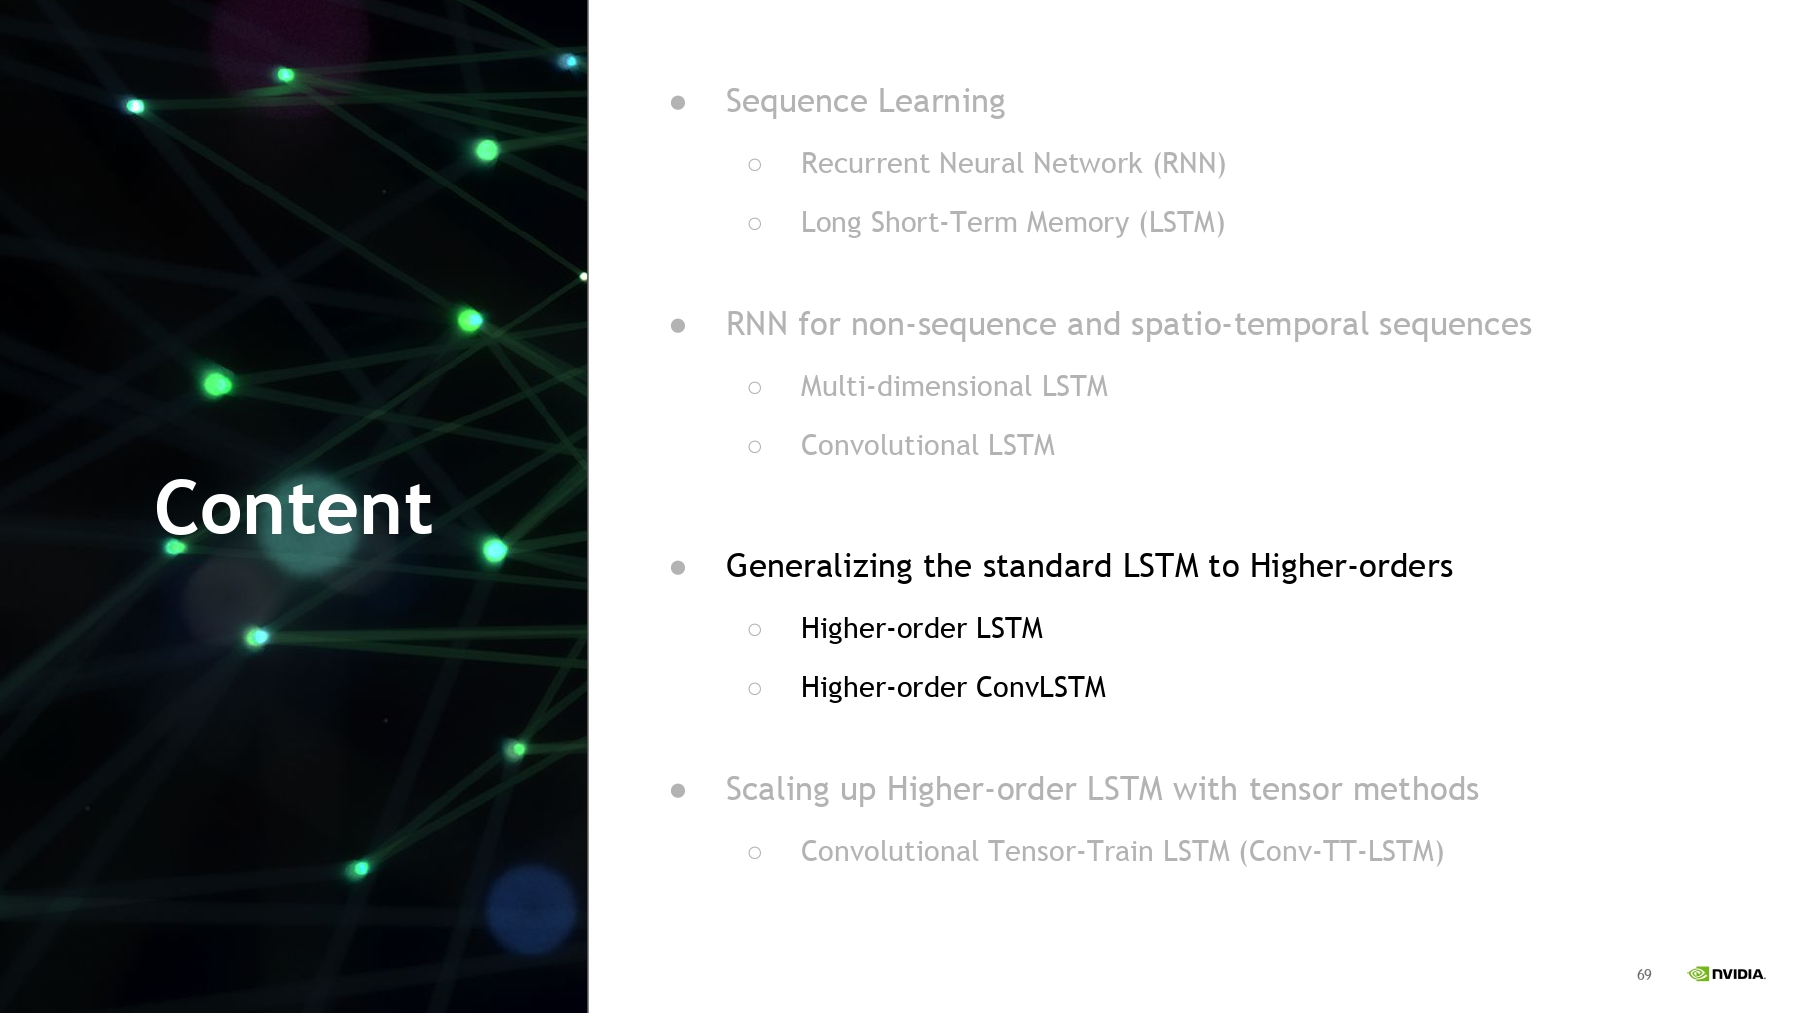 Content
● Sequence Learning
○ Recurrent Neural Network (RNN)
○ Long Short-Term Memory (LSTM)
● RNN for non-sequence and spatio-temporal sequences
○ Multi-dimensional LSTM
○ Convolutional LSTM
● Generalizing the standard LSTM to Higher-orders
○ Higher-order LSTM
○ Higher-order ConvLSTM
● Scaling up Higher-order LSTM with tensor methods
○ Convolutional Tensor-Train LSTM (Conv-TT-LSTM)
69
NVIDIA.